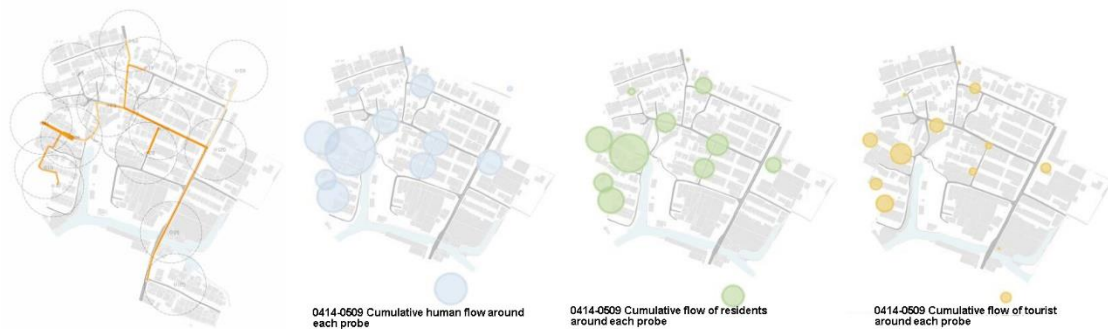 0414-0509 Cumulative human flow around
each probe
0414-0509 Cumulative flow of residents
around each probe
0414-0509 Cumulative flow of tourist
around each probe